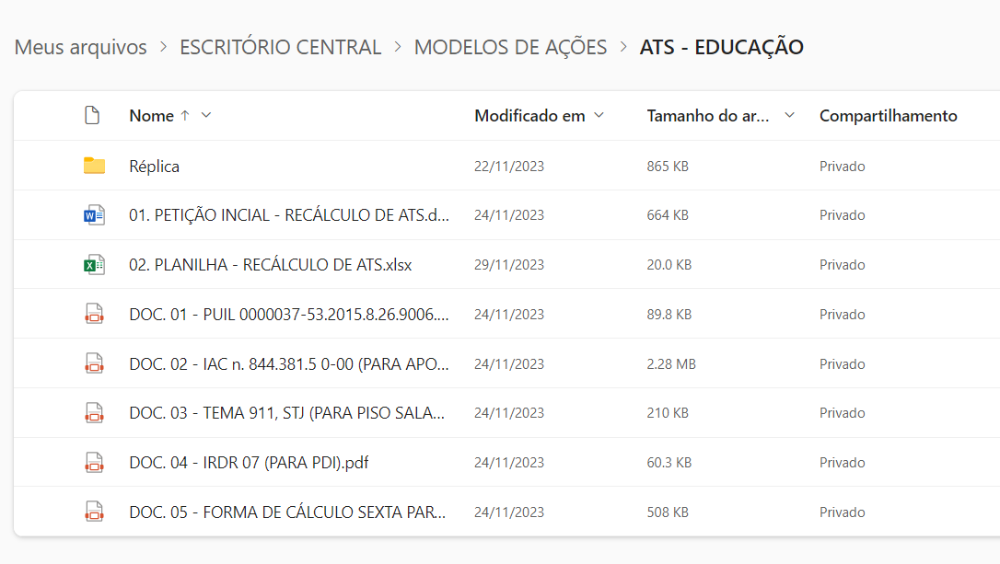 Meus arquivos > ESCRITÓRIO CENTRAL > MODELOS DE AÇÕES > ATS - EDUCAÇÃO
Nome Modificado em Tamanho do ar... Compartilhamento
Réplica 22/11/2023 865 KB Privado
01. PETIÇÃO INCIAL - RECÁLCULO DE ATS.d... 24/11/2023 664 KB Privado
02. PLANILHA - RECÁLCULO DE ATS.xlsx 29/11/2023 20.0 KB Privado
DOC. 01 - PUIL 0000037-53.2015.8.26.9006.... 24/11/2023 89.8 KB Privado
DOC. 02 - IAC n. 844.381.5 0-00 (PARA APO... 24/11/2023 2.28 MB Privado
DOC. 03 - TEMA 911, STJ (PARA PISO SALA... 24/11/2023 210 KB Privado
DOC. 04 - IRDR 07 (PARA PDI).pdf 24/11/2023 60.3 KB Privado
DOC. 05 - FORMA DE CÁLCULO SEXTA PAR... 24/11/2023 508 KB Privado